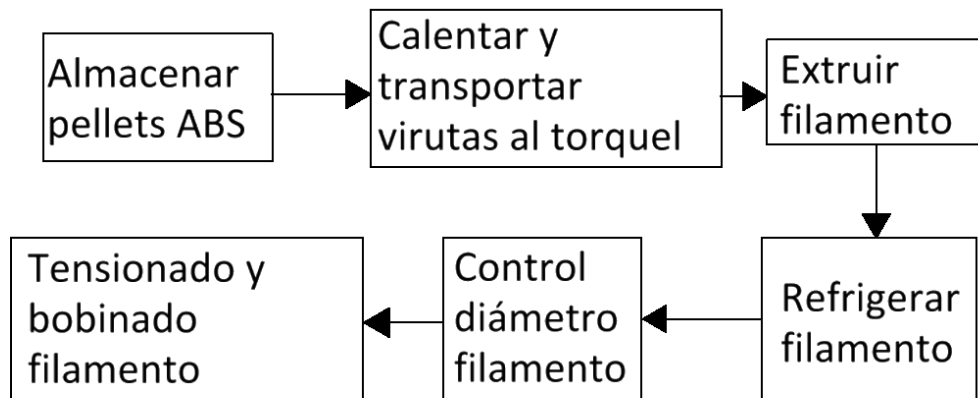 Almacenar
pellets ABS
Calentar y
transportar
virutas al torquel
Extruir
filamento
Refrigerar
filamento
Control
diámetro
filamento
Tensionado y
bobinado
filamento